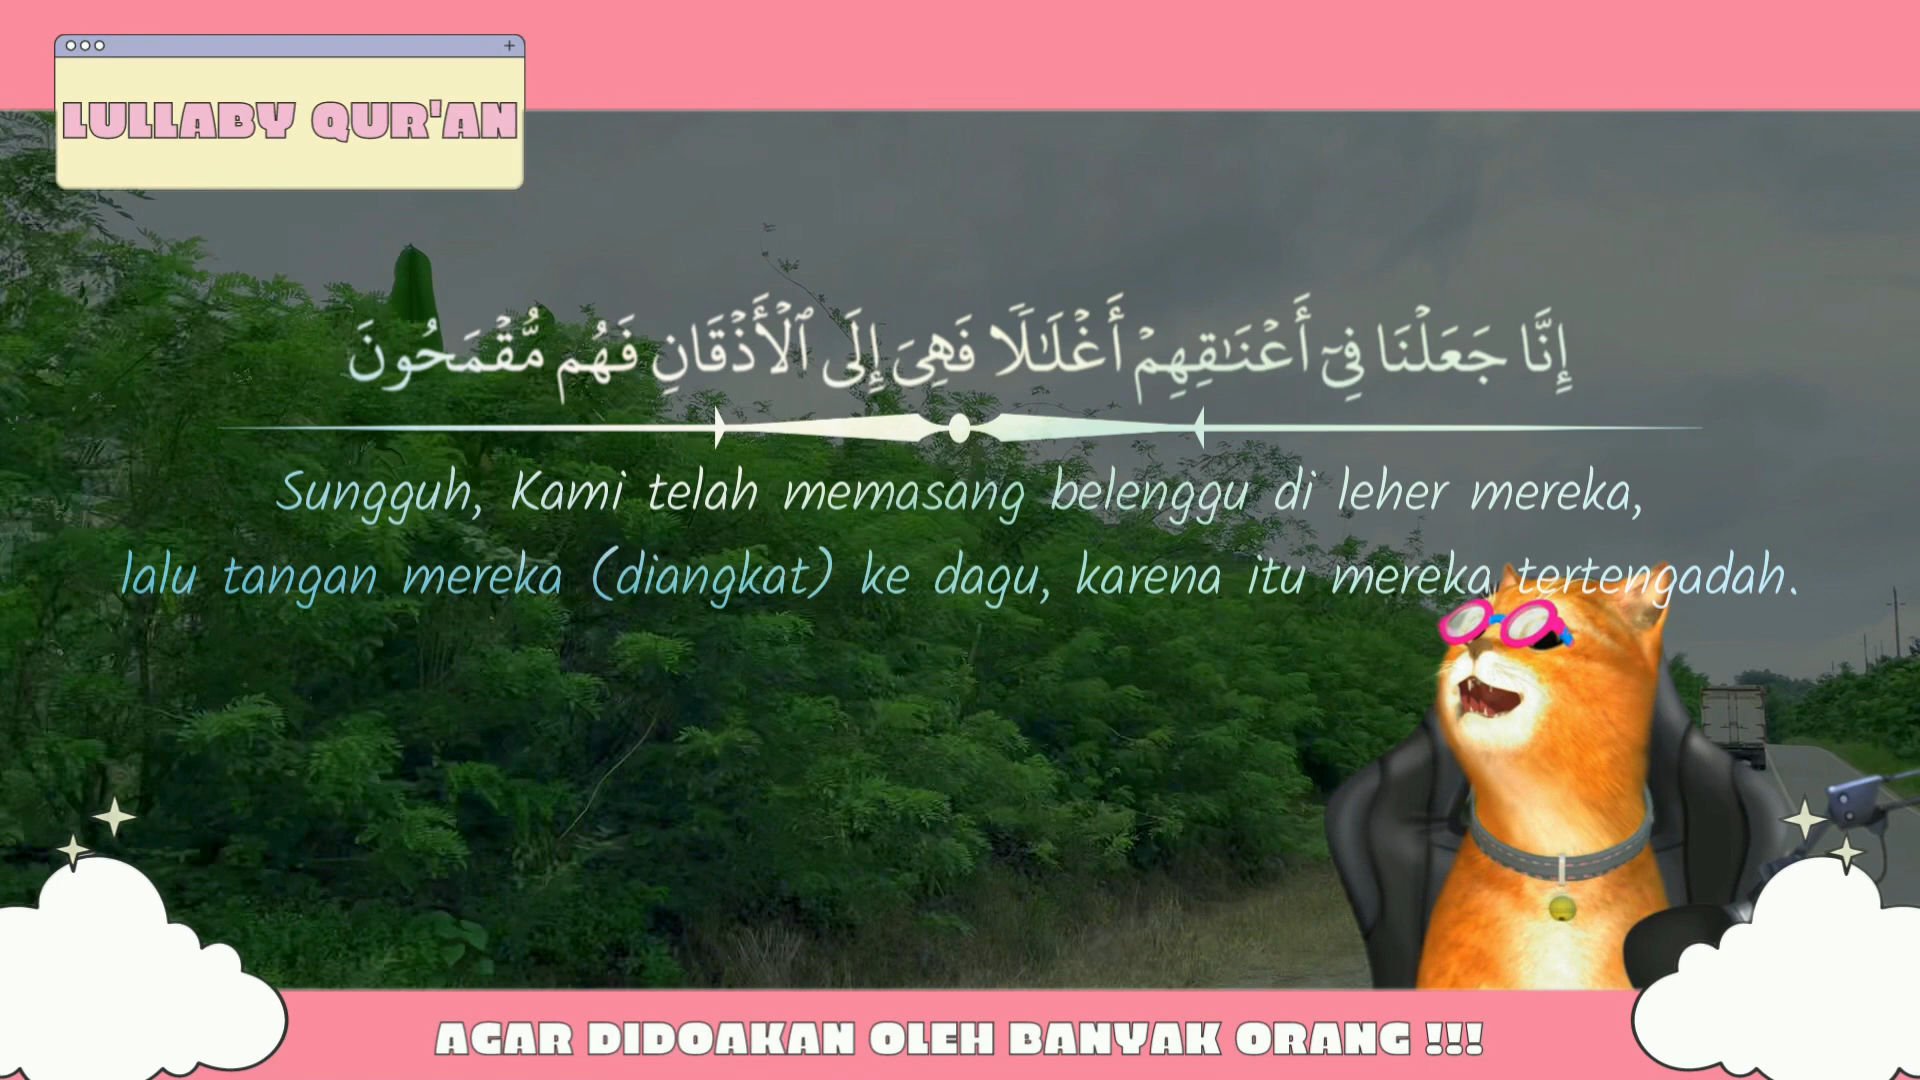 LULLABY QUR'AN
إِنَّا جَعَلْنَا فِىٓ أَعْنَـٰقِهِمْ أَغْلَـٰلًا فَهِىَ إِلَى ٱلْأَذْقَانِ فَهُم مُّقْمَحُونَ
Sungguh, Kami telah memasang belenggu di leher mereka,
lalu tangan mereka (diangkat) ke dagu, karena itu mereka tertengadah.
AGAR DIDOAKAN OLEH BANYAK ORANG !!!